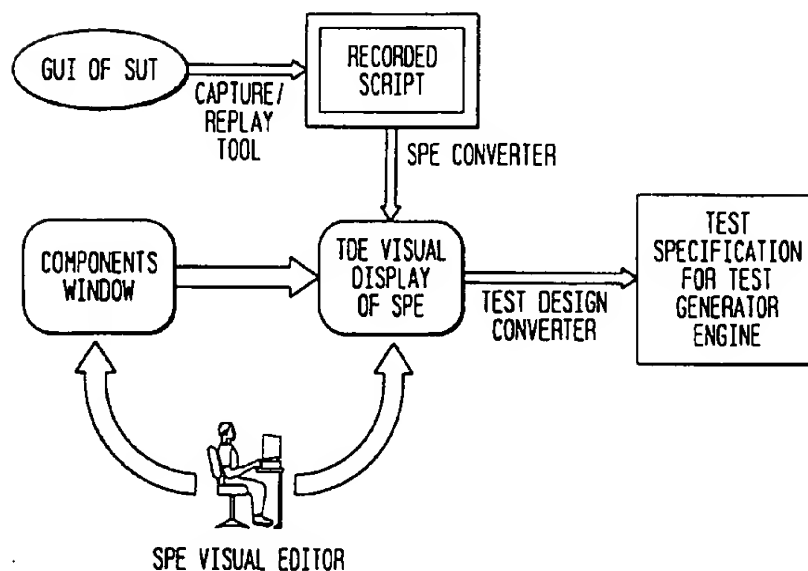 GUI OF SUT
CAPTURE/
REPLAY
TOOL
RECORDED
SCRIPT
SPE CONVERTER
COMPONENTS
WINDOW
TDE VISUAL
DISPLAY
OF SPE
TEST DESIGN
CONVERTER
TEST
SPECIFICATION
FOR TEST
GENERATOR
ENGINE
SPE VISUAL EDITOR